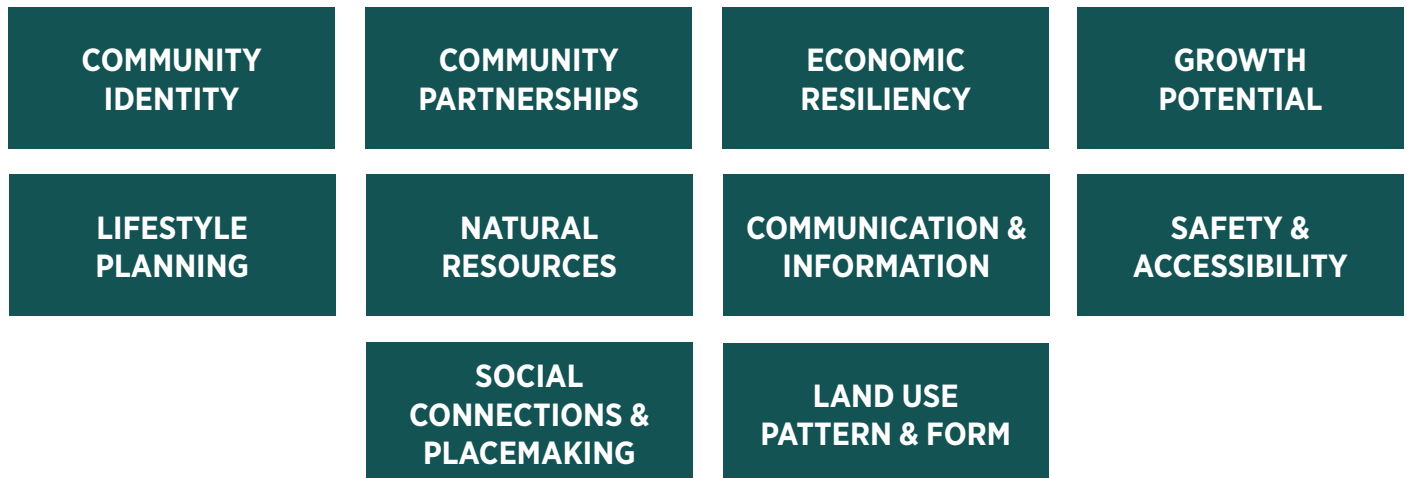 COMMUNITY
IDENTITY
COMMUNITY
PARTNERSHIPS
ECONOMIC
RESILIENCY
GROWTH
POTENTIAL
LIFESTYLE
PLANNING
NATURAL
RESOURCES
COMMUNICATION &
INFORMATION
SAFETY &
ACCESSIBILITY
SOCIAL
CONNECTIONS &
PLACEMAKING
LAND USE
PATTERN & FORM